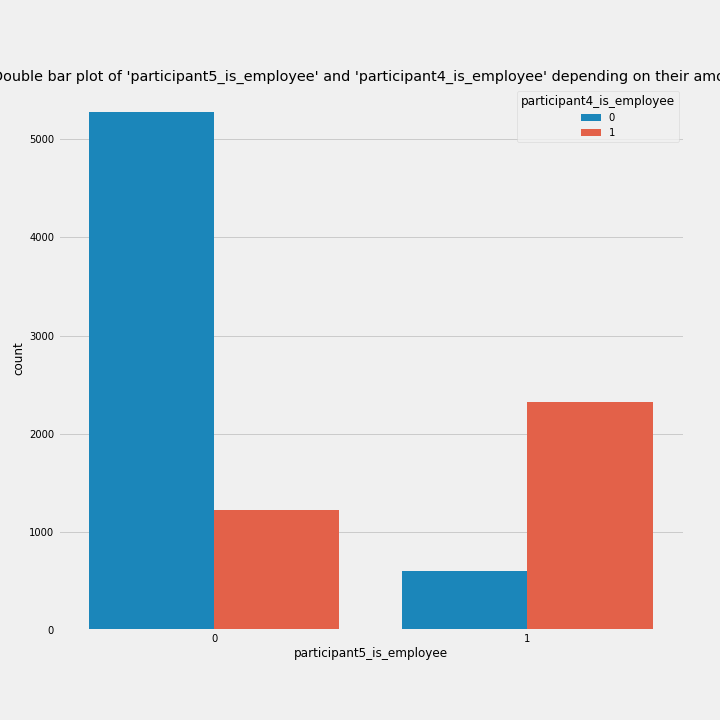 Double bar plot of 'participant5_is_employee' and 'participant4_is_employee' depending on their
participant4_is_employee
0
1
5000
4000
3000
2000
1000
0
count
0 1
participant5_is_employee